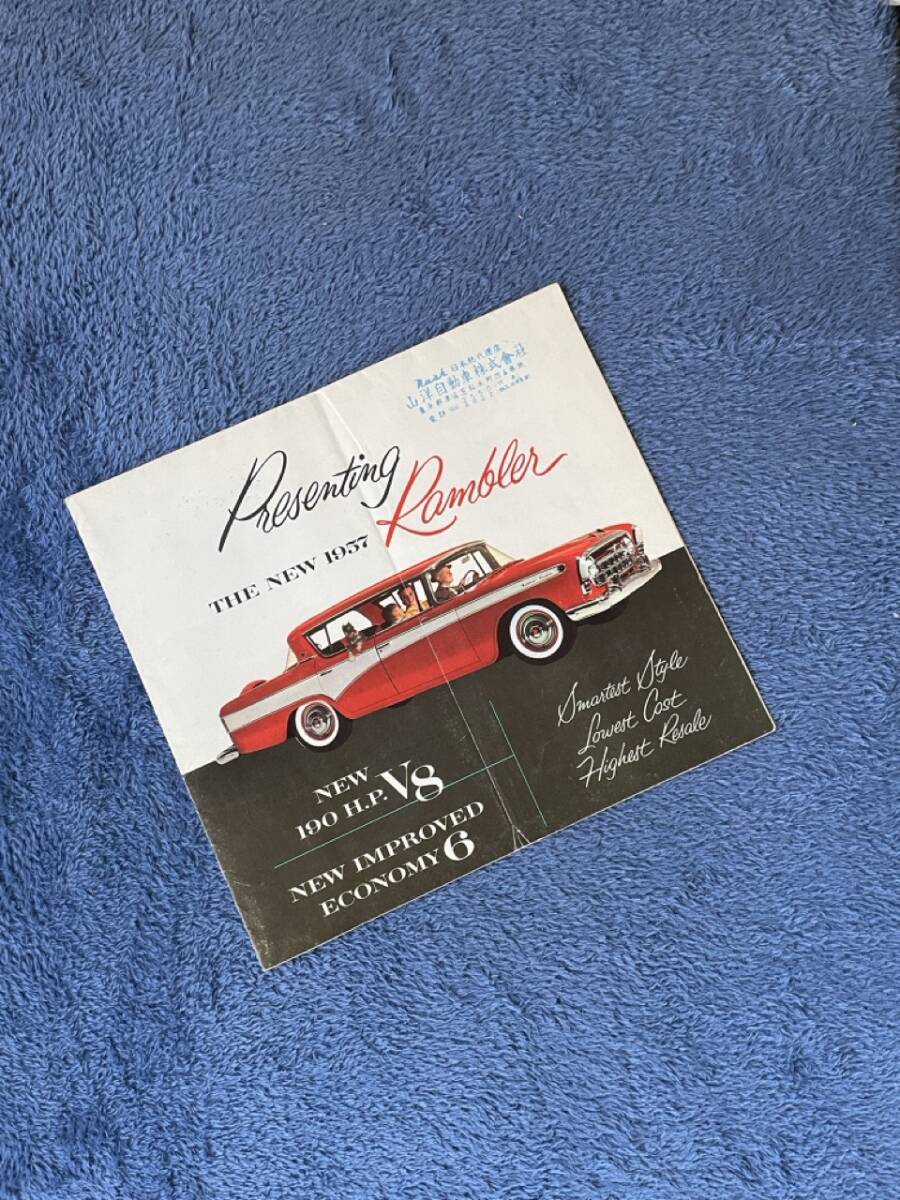 Nash 日本総代理店
山洋自動車株式會社
Presenting Rambler
THE NEW 1957
Smartest Style
Lowest Cost
Highest Resale
NEW
190 H.P. V8
NEW IMPROVED
ECONOMY 6